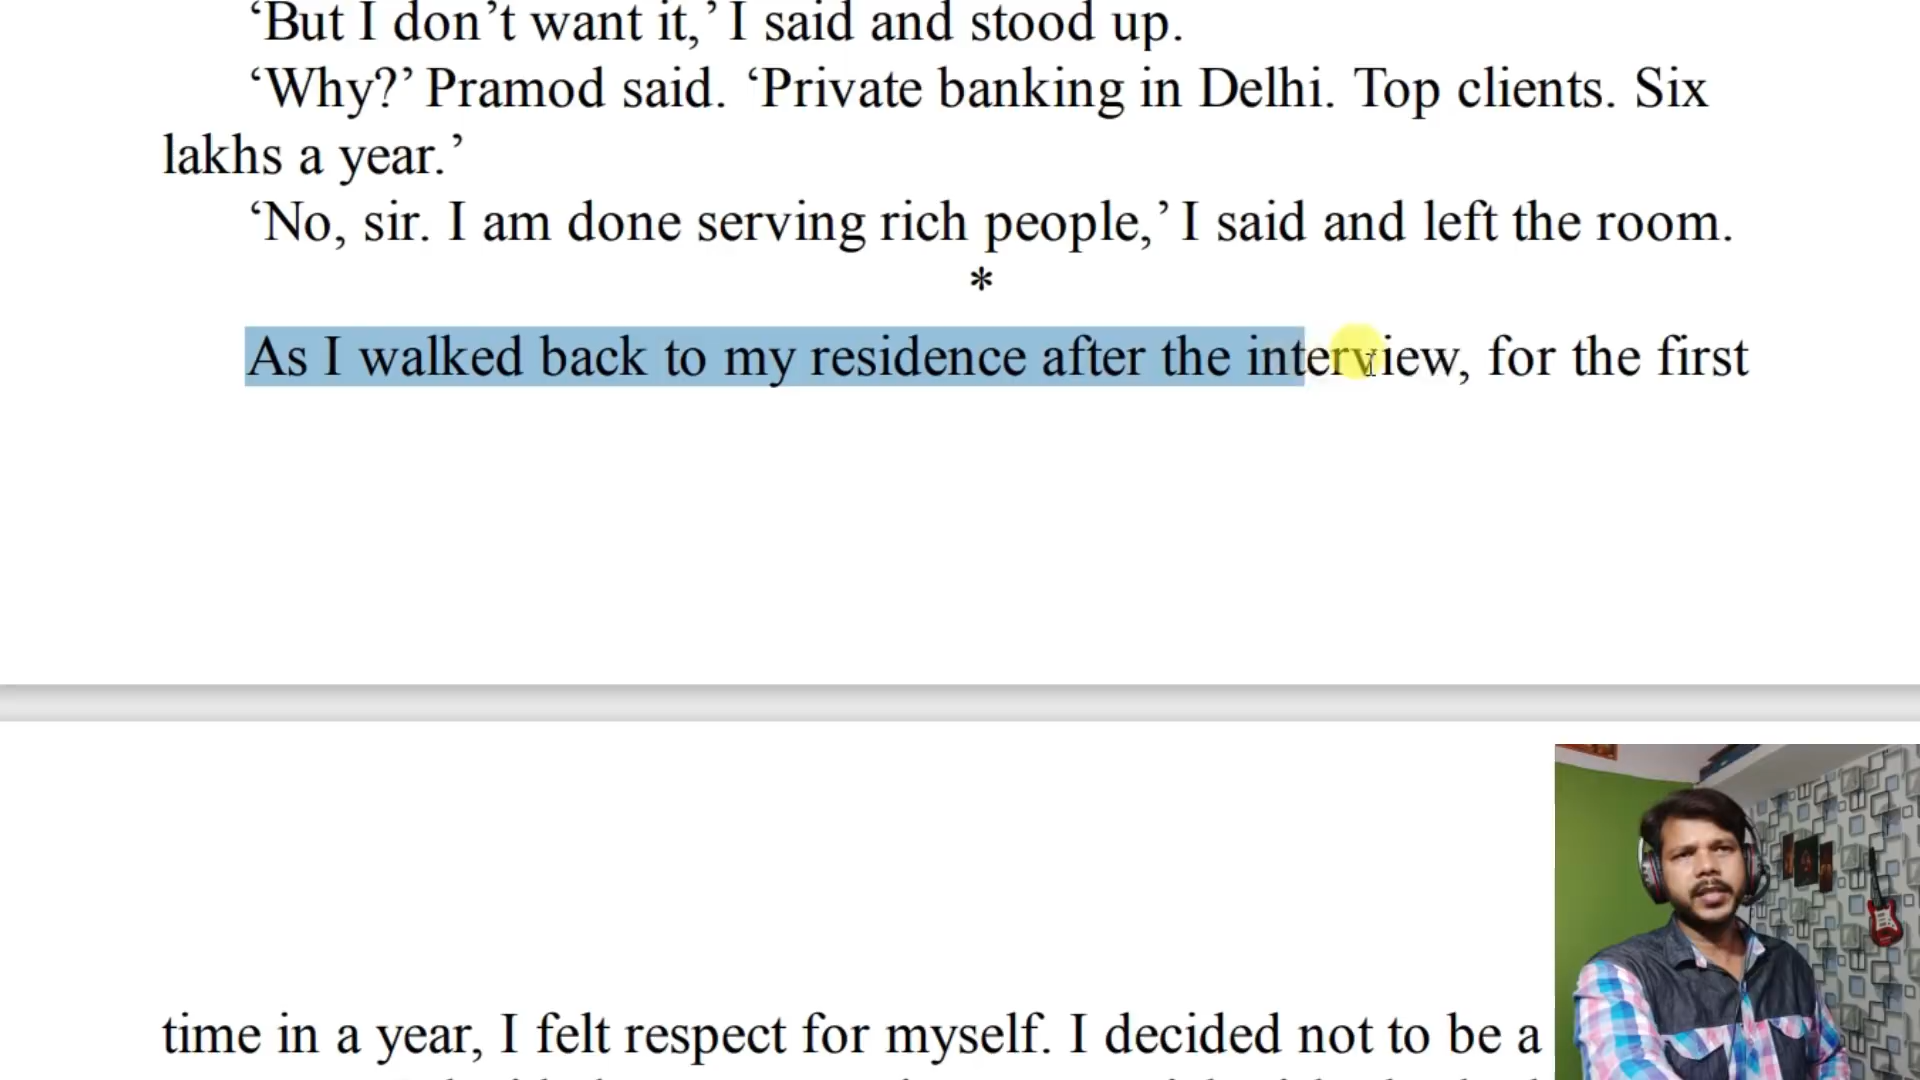 ‘But I don’t want it,’ I said and stood up.
‘Why?’ Pramod said. ‘Private banking in Delhi. Top clients. Six
lakhs a year.’
‘No, sir. I am done serving rich people,’ I said and left the room.
*
As I walked back to my residence after the interview, for the first
time in a year, I felt respect for myself. I decided not to be a